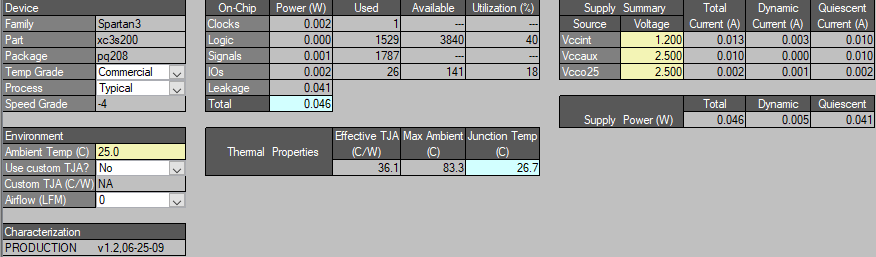 Device
Family Spartan3
Part xc3s200
Package pq208
Temp Grade Commercial
Process Typical
Speed Grade -4
Environment
Ambient Temp (C) 25.0
Use custom TJA? No
Custom TJA (C/W) NA
Airflow (LFM) 0
Characterization
PRODUCTION v1.2,06-25-09
On-Chip Power (W) Used Available Utilization (%)
Clocks 0.002 1 --- ---
Logic 0.000 1529 3840 40
Signals 0.001 1787 --- ---
IOs 0.002 26 141 18
Leakage 0.041
Total 0.046
Effective TJA Max Ambient Junction Temp
Thermal Properties (C/W) (C) (C)
36.1 83.3 26.7
Supply Summary Total Dynamic Quiescent
Source Voltage Current (A) Current (A) Current (A)
Vccint 1.200 0.013 0.003 0.010
Vccaux 2.500 0.010 0.000 0.010
Vcco25 2.500 0.002 0.001 0.002
Total Dynamic Quiescent
Supply Power (W) 0.046 0.005 0.041